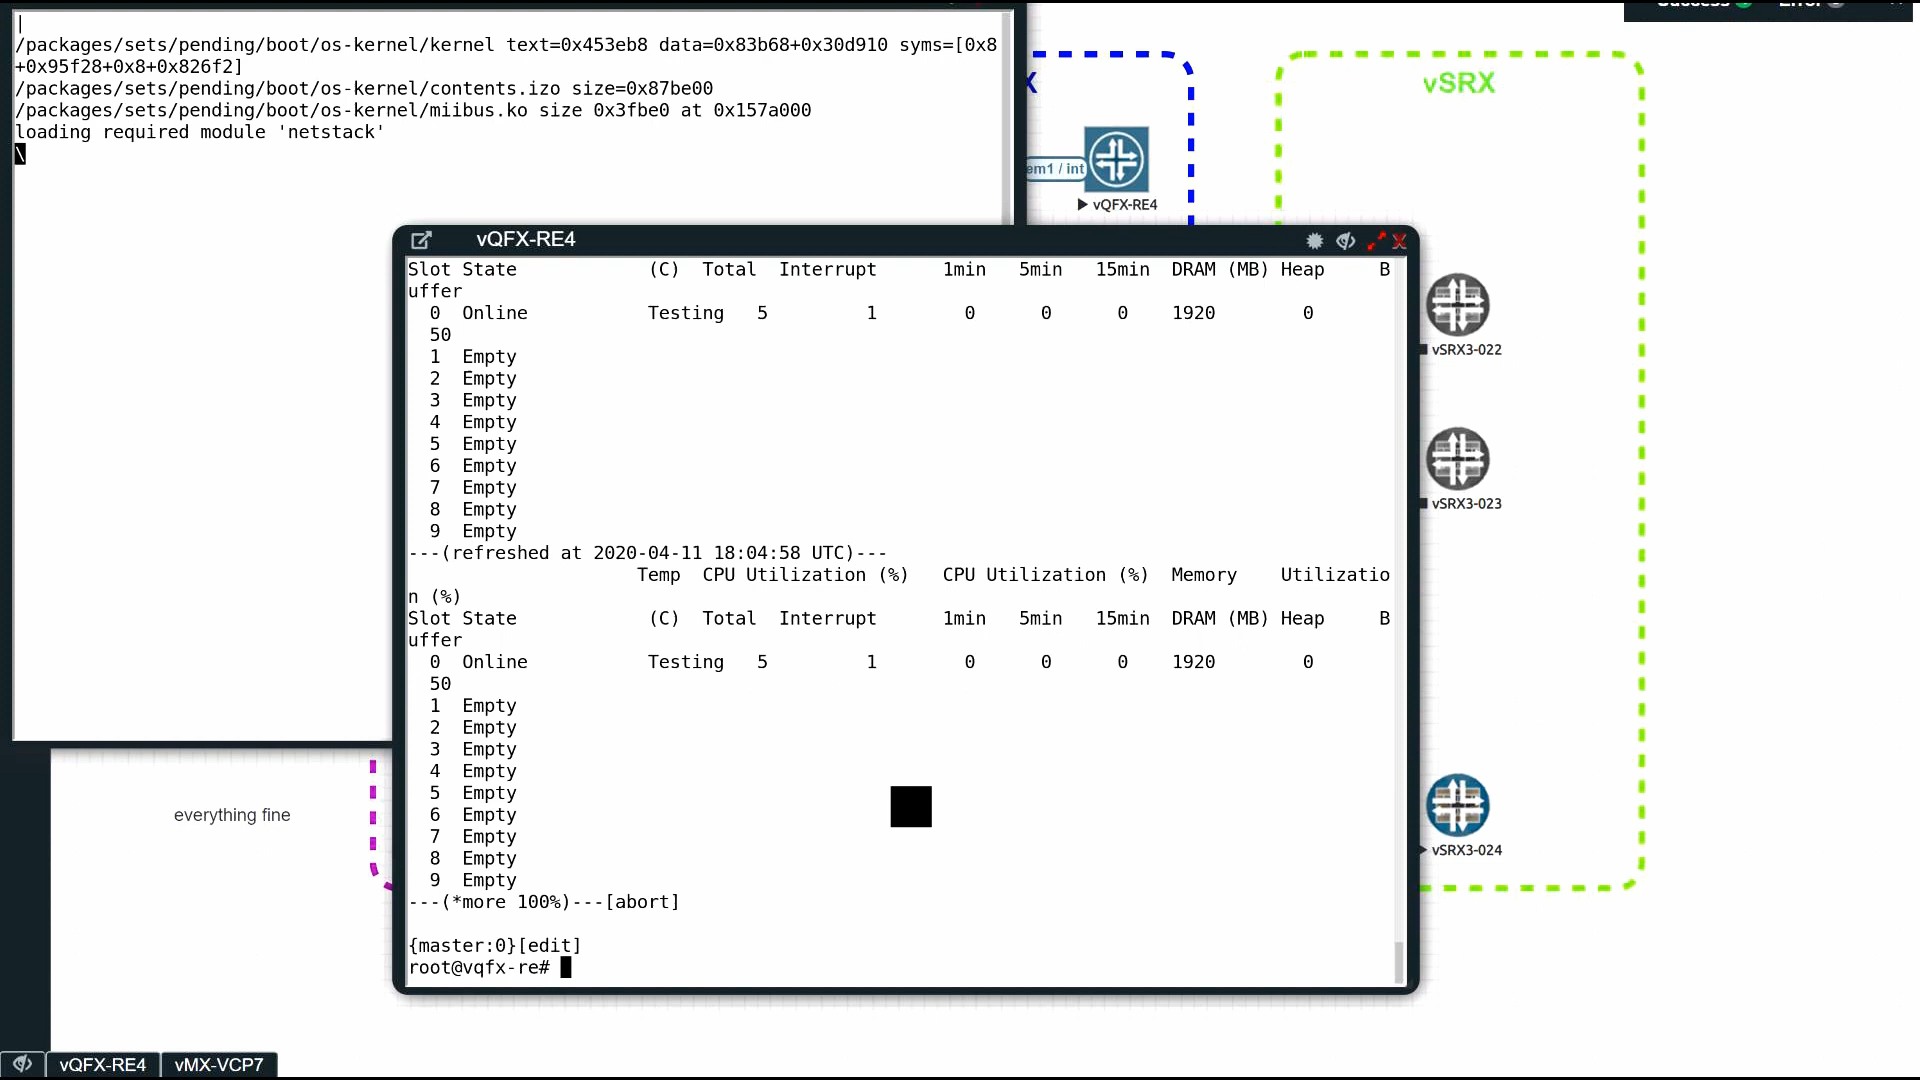 |
/packages/sets/pending/boot/os-kernel/kernel text=0x453eb8 data=0x83b68+0x30d910 syms=[0x8
+0x95f28+0x8+0x826f2]
/packages/sets/pending/boot/os-kernel/contents.izo size=0x87be00
/packages/sets/pending/boot/os-kernel/miibus.ko size 0x3fbe0 at 0x157a000
loading required module 'netstack'
\
X
em1 / int
vQFX-RE4
vSRX
vSRX3-022
vSRX3-023
vSRX3-024
vQFX-RE4
Slot State (C) Total Interrupt 1min 5min 15min DRAM (MB) Heap B
uffer
0 Online Testing 5 1 0 0 0 1920 0
50
1 Empty
2 Empty
3 Empty
4 Empty
5 Empty
6 Empty
7 Empty
8 Empty
9 Empty
---(refreshed at 2020-04-11 18:04:58 UTC)---
Temp CPU Utilization (%) CPU Utilization (%) Memory Utilizatio
n (%)
Slot State (C) Total Interrupt 1min 5min 15min DRAM (MB) Heap B
uffer
0 Online Testing 5 1 0 0 0 1920 0
50
1 Empty
2 Empty
3 Empty
4 Empty
5 Empty
6 Empty
7 Empty
8 Empty
9 Empty
---(*more 100%)---[abort]
{master:0}[edit]
root@vqfx-re#
everything fine
vQFX-RE4 vMX-VCP7